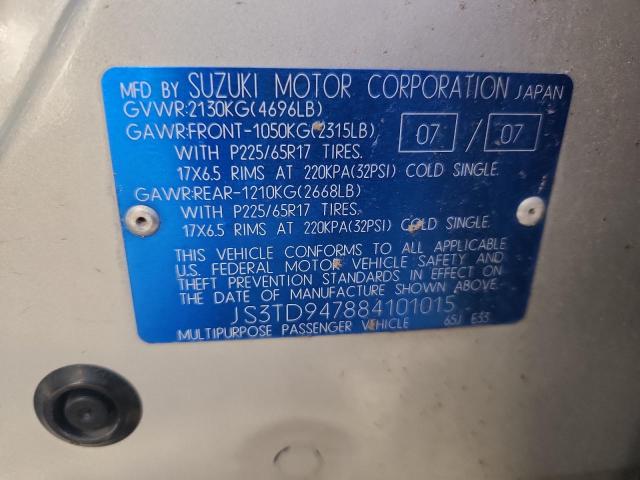 MFD BY SUZUKI MOTOR CORPORATION JAPAN
GVWR:2130KG(4696LB)
GAWR:FRONT-1050KG(2315LB) 07 / 07
WITH P225/65R17 TIRES.
17X6.5 RIMS AT 220KPA(32PSI) COLD SINGLE.
GAWR:REAR-1210KG(2668LB)
WITH P225/65R17 TIRES.
17X6.5 RIMS AT 220KPA(32PSI) COLD SINGLE.
THIS VEHICLE CONFORMS TO ALL APPLICABLE
U.S. FEDERAL MOTOR VEHICLE SAFETY AND
THEFT PREVENTION STANDARDS IN EFFECT ON
THE DATE OF MANUFACTURE SHOWN ABOVE.
JS3TD947884101015
MULTIPURPOSE PASSENGER VEHICLE 65J E33